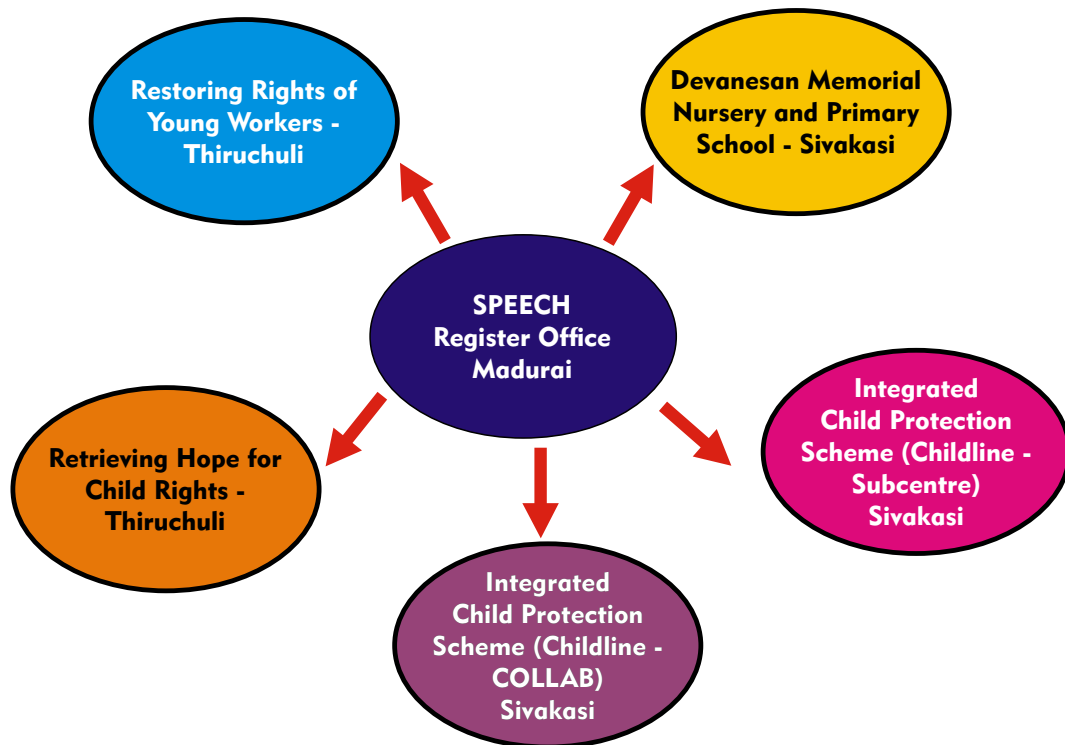 Restoring Rights of
Young Workers -
Thiruchuli
Devanesan Memorial
Nursery and Primary
School - Sivakasi
SPEECH
Register Office
Madurai
Integrated
Child Protection
Scheme (Childline -
Subcentre)
Sivakasi
Retrieving Hope for
Child Rights -
Thiruchuli
Integrated
Child Protection
Scheme (Childline -
COLLAB)
Sivakasi